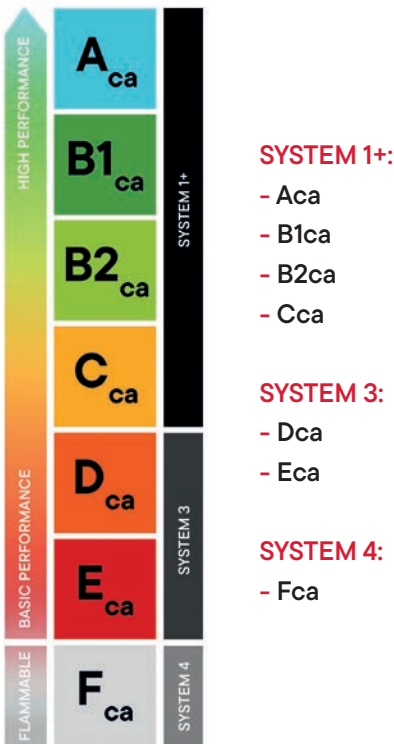 HIGH PERFORMANCE
BASIC PERFORMANCE
FLAMMABLE
Aca
B1ca
B2ca
Cca
Dca
Eca
Fca
SYSTEM 1+
SYSTEM 3
SYSTEM 4
SYSTEM 1+:
- Aca
- B1ca
- B2ca
- Cca
SYSTEM 3:
- Dca
- Eca
SYSTEM 4:
- Fca